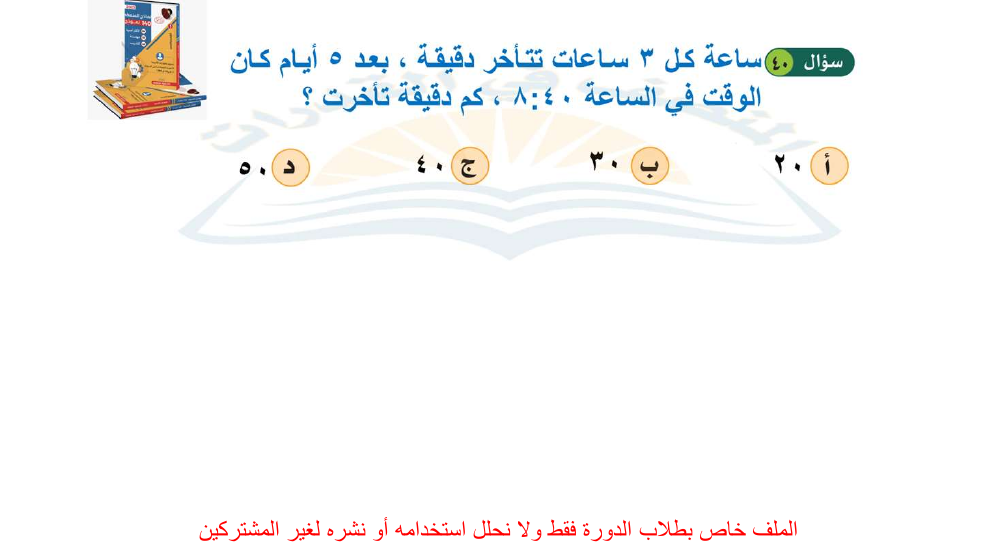 سؤال ٤٠ ساعة كل ٣ ساعات تتأخر دقيقة ، بعد ٥ أيام كان
الوقت في الساعة ٨:٤٠ ، كم دقيقة تأخرت ؟
أ ٢٠ ب ٣٠ ج ٤٠ د ٥٠
الملف خاص بطلاب الدورة فقط ولا نحلل استخدامه أو نشره لغير المشتركين